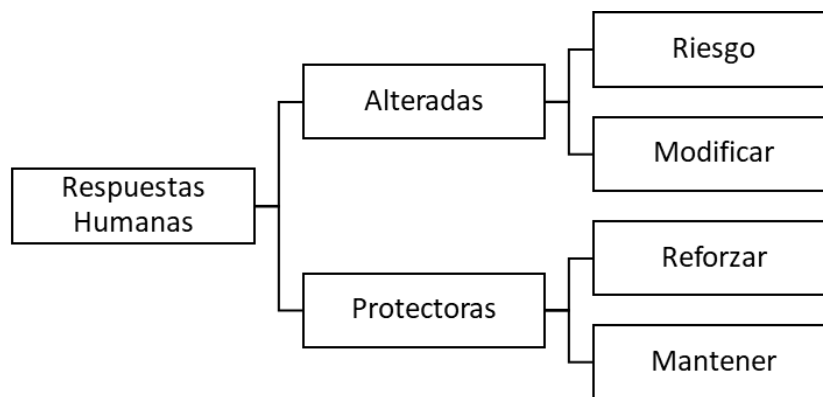 Respuestas
Humanas
Alteradas
Riesgo
Modificar
Protectoras
Reforzar
Mantener